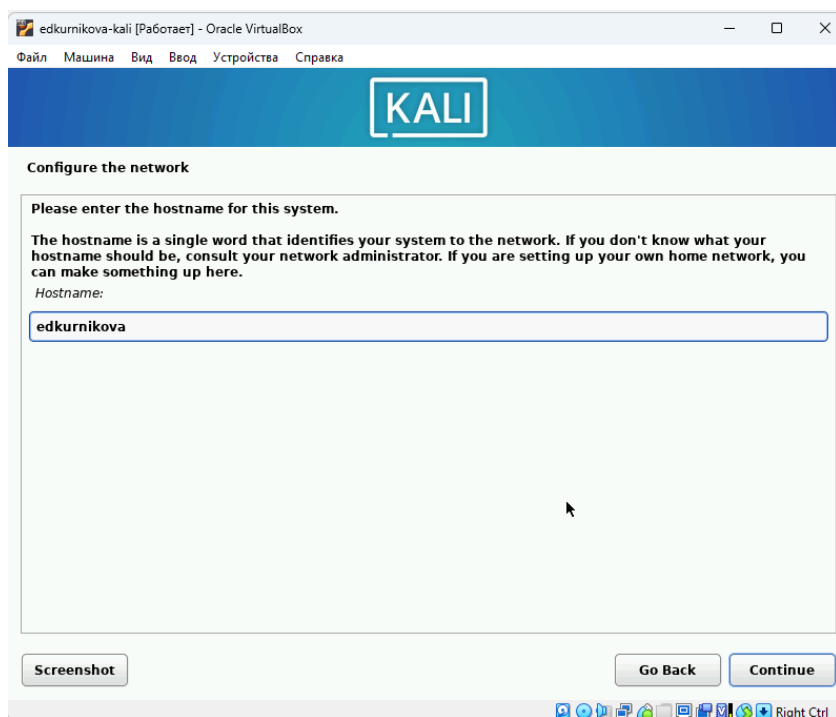 edkurnikova-kali [Работает] - Oracle VirtualBox
Файл Машина Вид Ввод Устройства Справка
KALI
Configure the network
Please enter the hostname for this system.
The hostname is a single word that identifies your system to the network. If you don't know what your
hostname should be, consult your network administrator. If you are setting up your own home network, you
can make something up here.
Hostname:
edkurnikova
Screenshot Go Back Continue
Right Ctrl